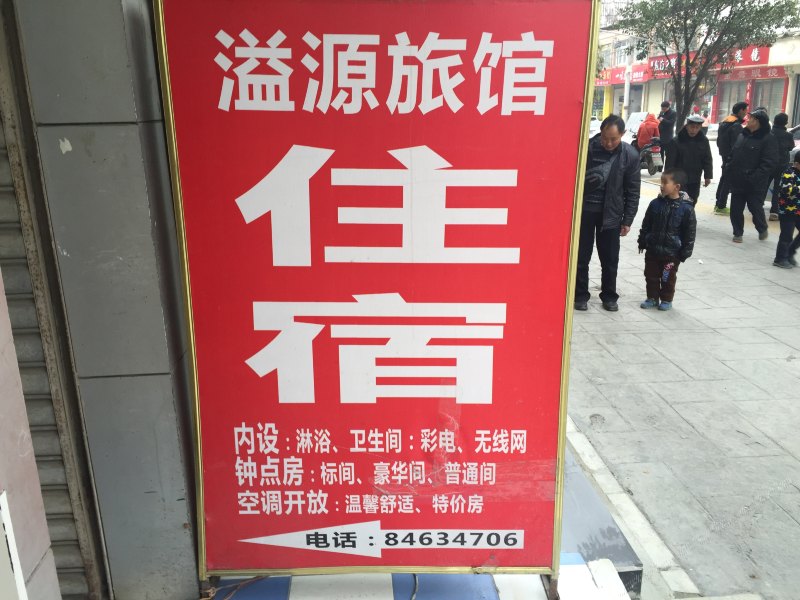 溢源旅馆
住
宿
内设：淋浴、卫生间：彩电、无线网
钟点房：标间、豪华间、普通间
空调开放：温馨舒适、特价房
电话：84634706